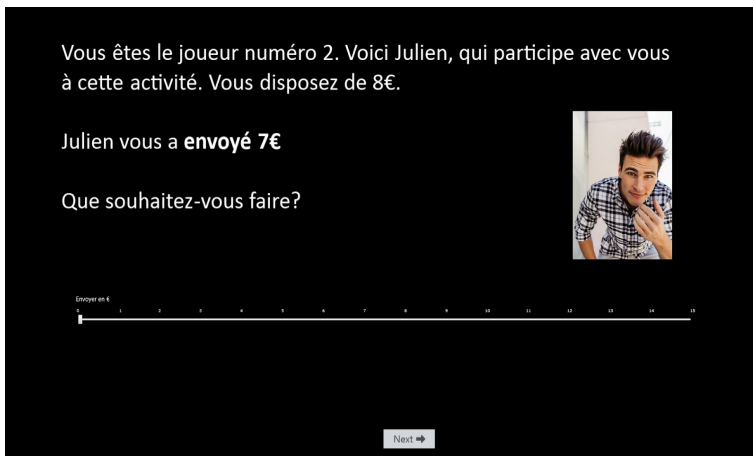 Vous êtes le joueur numéro 2. Voici Julien, qui participe avec vous
à cette activité. Vous disposez de 8€.
Julien vous a envoyé 7€
Que souhaitez-vous faire?
Envoyer en €
0 1 2 3 4 5 6 7 8 9 10 11 12 13 14 15
Next